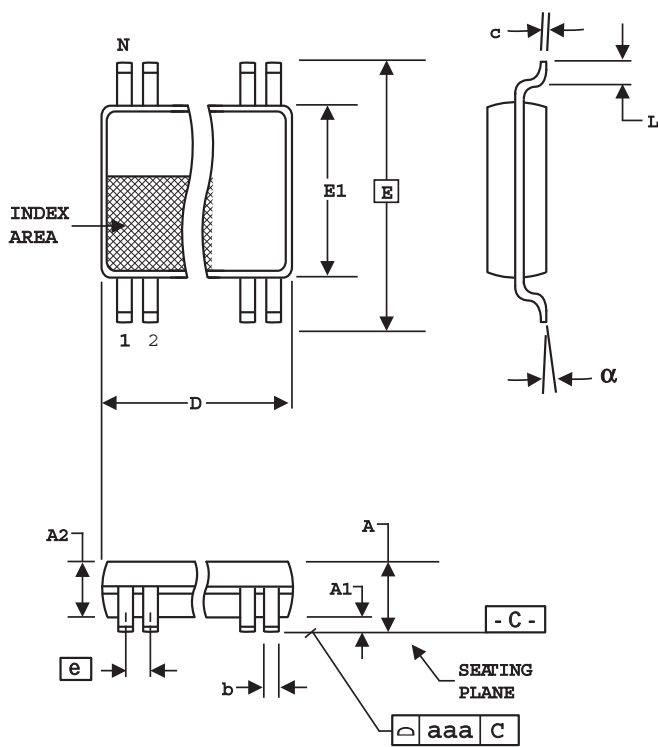 N
c
L
E1
E
INDEX
AREA
1 2
α
D
A2
A
A1
-C-
e
b
SEATING
PLANE
aaa C